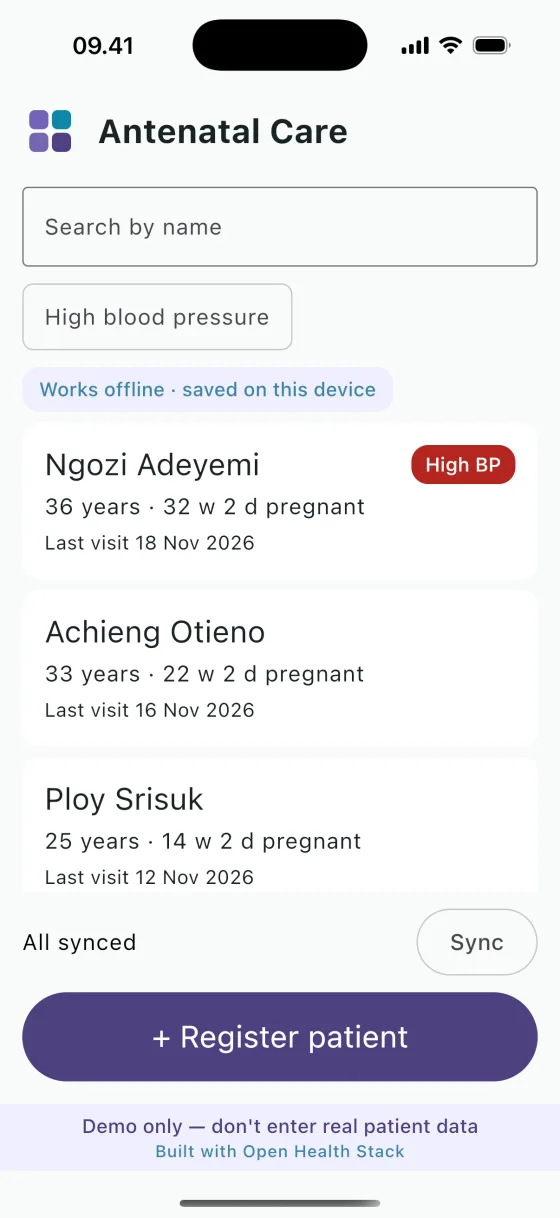 09.41
Antenatal Care
Search by name
High blood pressure
Works offline · saved on this device
Ngozi Adeyemi
High BP
36 years · 32 w 2 d pregnant
Last visit 18 Nov 2026
Achieng Otieno
33 years · 22 w 2 d pregnant
Last visit 16 Nov 2026
Ploy Srisuk
25 years · 14 w 2 d pregnant
Last visit 12 Nov 2026
All synced
Sync
+ Register patient
Demo only — don't enter real patient data
Built with Open Health Stack